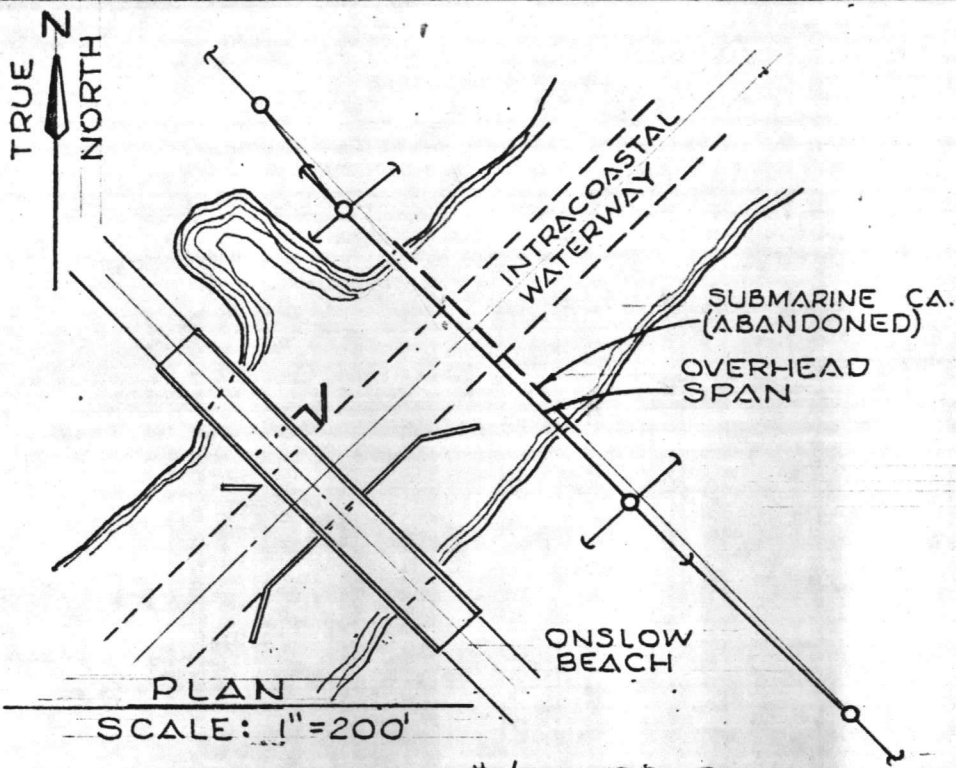 N
TRUE
NORTH
INTRACOASTAL
WATERWAY
SUBMARINE CA.
(ABANDONED)
OVERHEAD
SPAN
ONSLOW
BEACH
PLAN
SCALE: 1"=200'